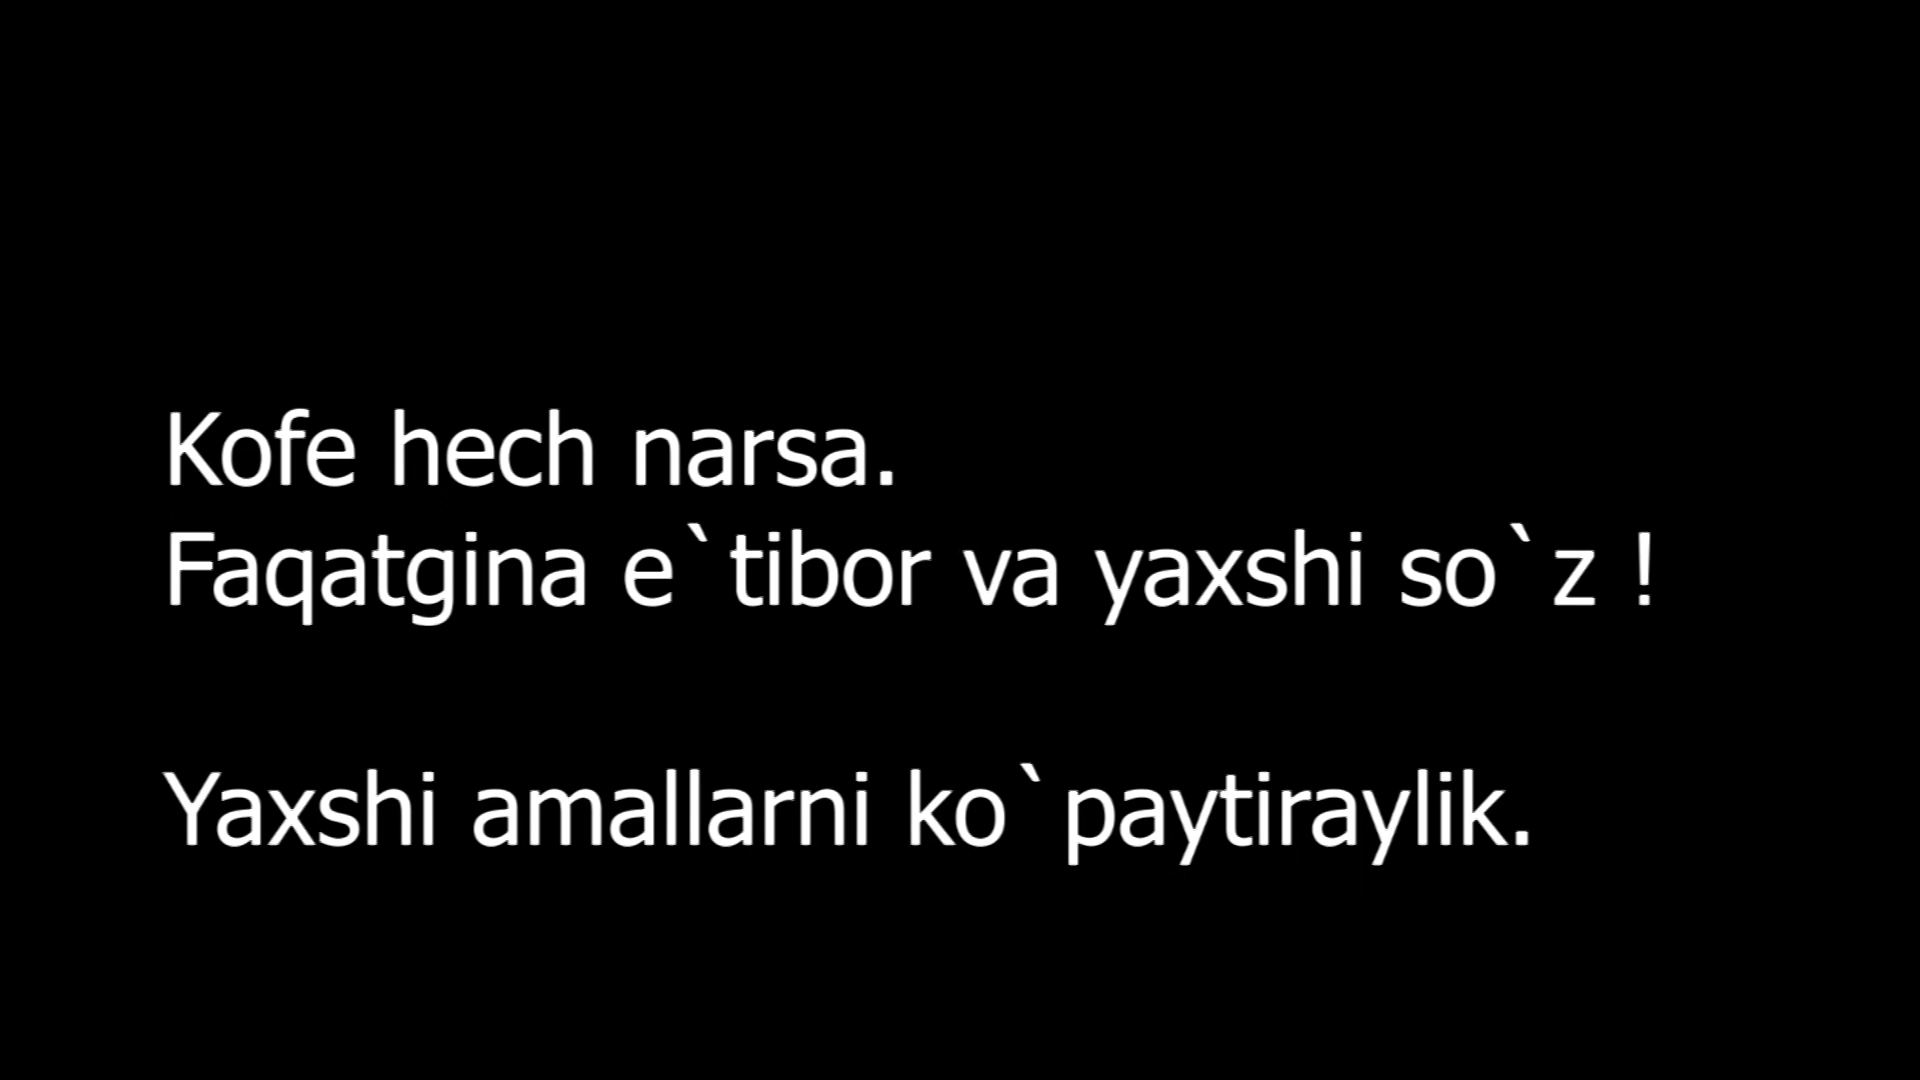 Kofe hech narsa.
Faqatgina e`tibor va yaxshi so`z !
Yaxshi amallarni ko`paytiraylik.